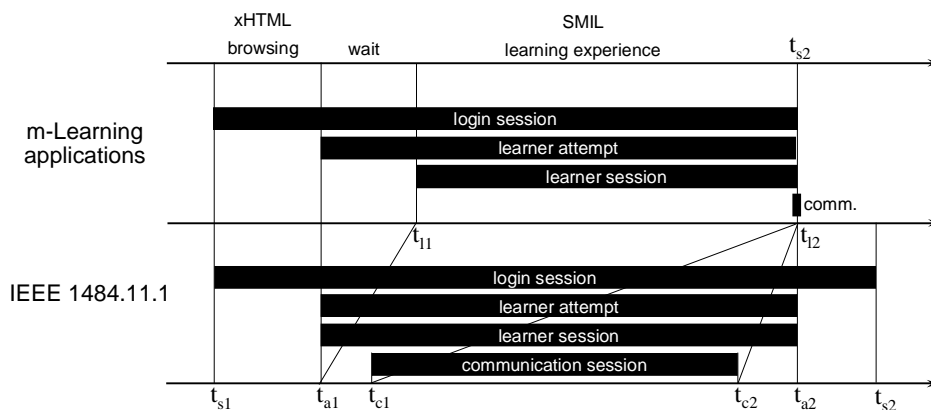 xHTML
browsing
wait
SMIL
learning experience
ts2
m-Learning
applications
login session
learner attempt
learner session
comm.
tl1
tl2
IEEE 1484.11.1
login session
learner attempt
learner session
communication session
ts1
ta1
tc1
tc2
ta2
ts2